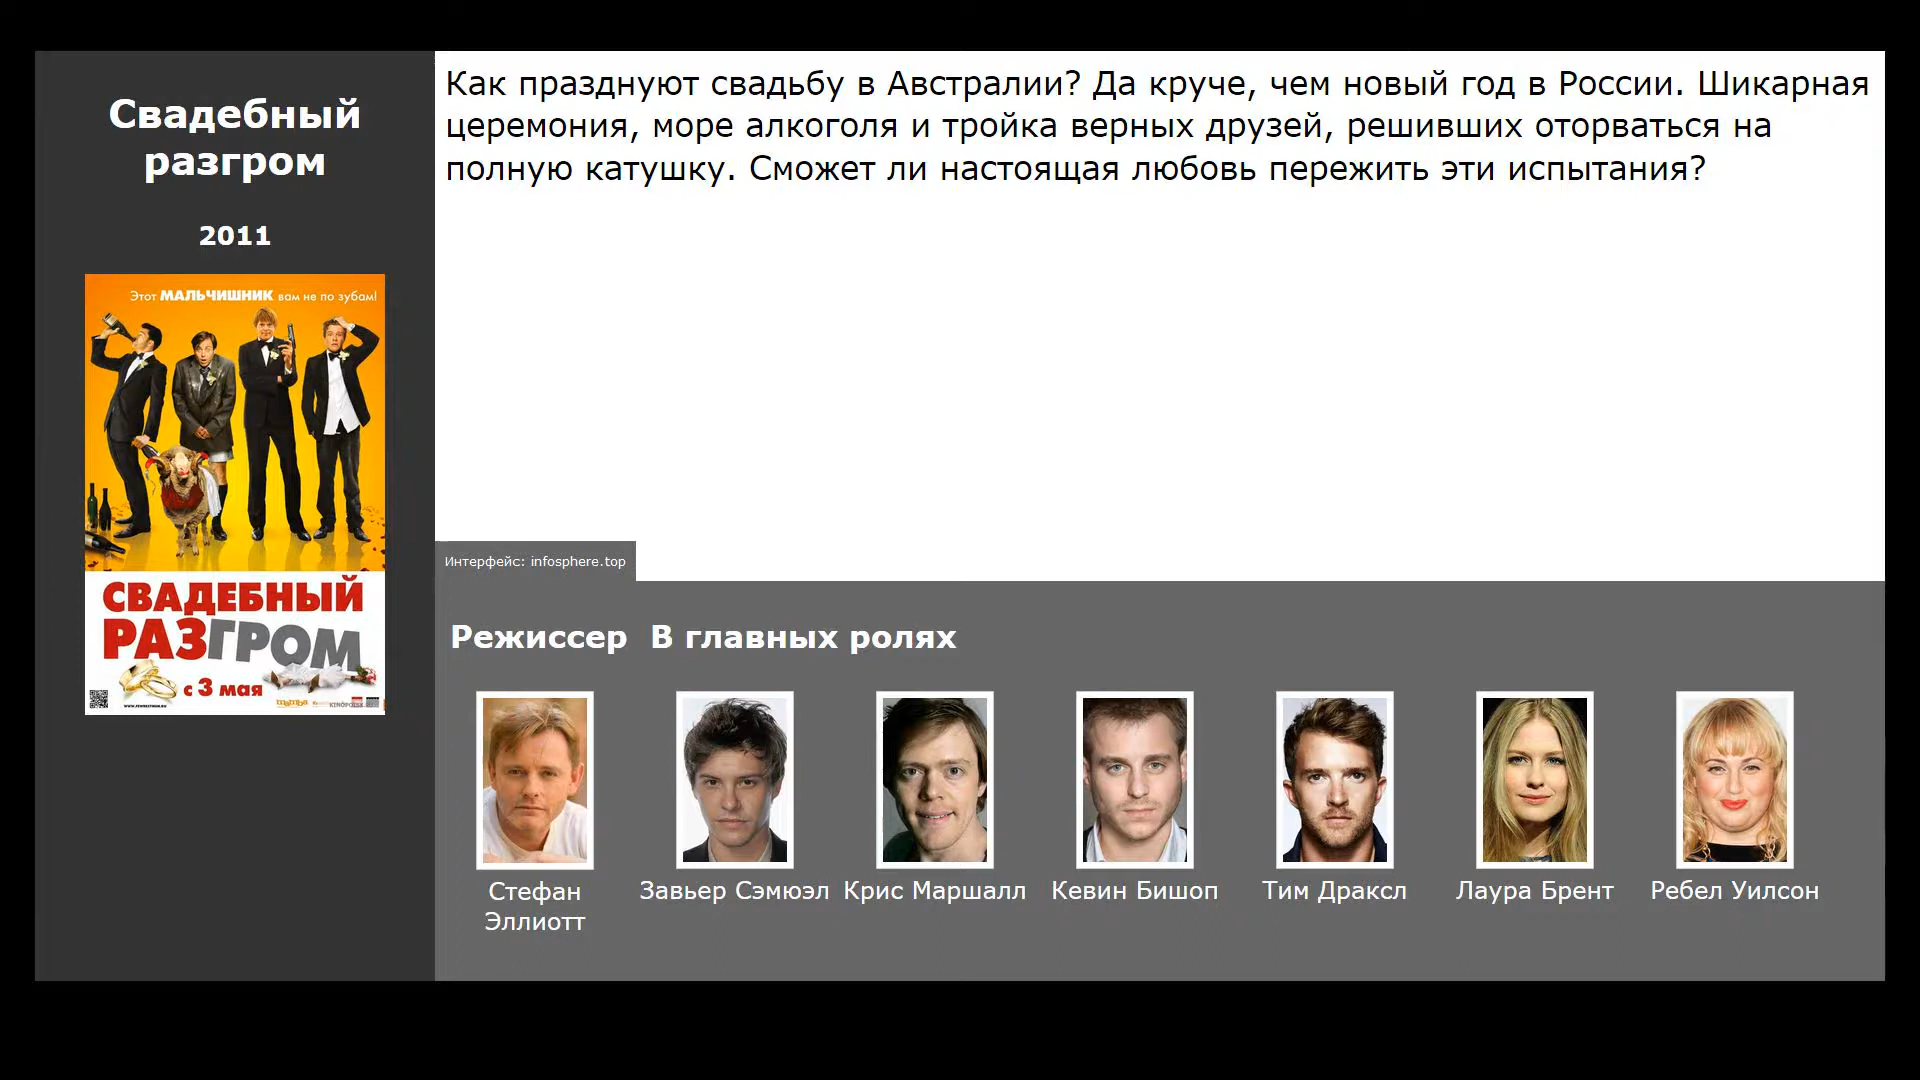 Свадебный
разгром
2011
Этот МАЛЬЧИШНИК вам не по зубам!
СВАДЕБНЫЙ
РАЗГРОМ
с 3 мая
Как празднуют свадьбу в Австралии? Да круче, чем новый год в России. Шикарная
церемония, море алкоголя и тройка верных друзей, решивших оторваться на
полную катушку. Сможет ли настоящая любовь пережить эти испытания?
Интерфейс: infosphere.top
Режиссер В главных ролях
Стефан
Эллиотт
Завьер Сэмюэл
Крис Маршалл
Кевин Бишоп
Тим Драксл
Лаура Брент
Ребел Уилсон